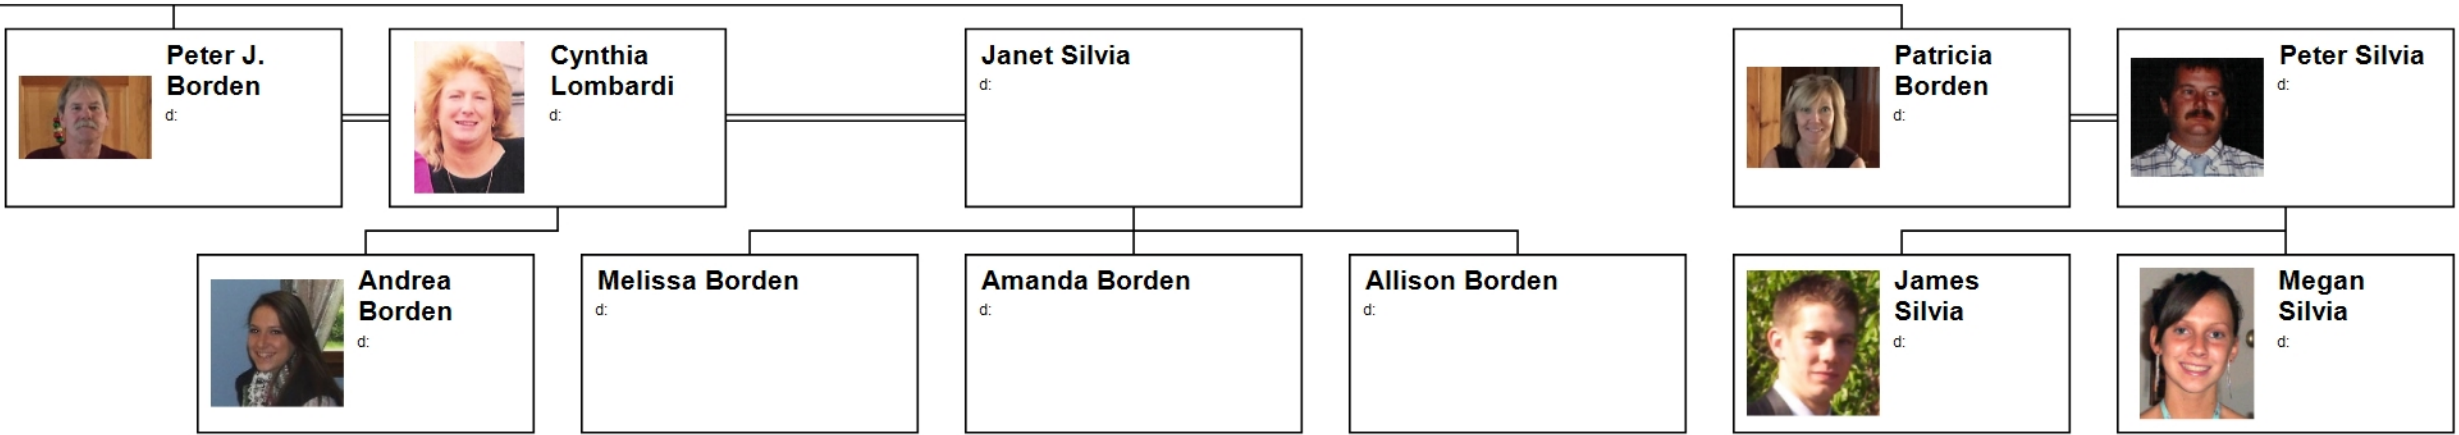 Peter J.
Borden
d:
Cynthia
Lombardi
d:
Janet Silvia
d:
Patricia
Borden
d:
Peter Silvia
d:
Andrea
Borden
d:
Melissa Borden
d:
Amanda Borden
d:
Allison Borden
d:
James
Silvia
d:
Megan
Silvia
d: